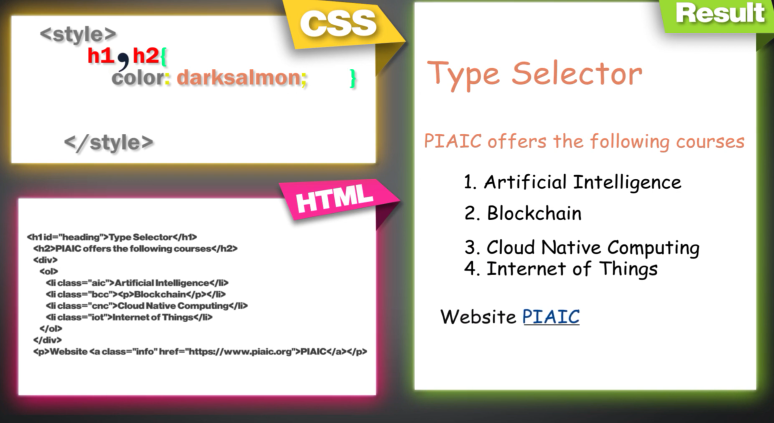 CSS
<style>
h1,h2{
color: darksalmon; }
</style>
HTML
<h1 id="heading">Type Selector</h1>
<h2>PIAIC offers the following courses</h2>
<div>
<ol>
<li class="aic">Artificial Intelligence</li>
<li class="bcc"><p>Blockchain</p></li>
<li class="cnc">Cloud Native Computing</li>
<li class="iot">Internet of Things</li>
</ol>
</div>
<p>Website <a class="info" href="https://www.piaic.org">PIAIC</a></p>
Result
Type Selector
PIAIC offers the following courses
1. Artificial Intelligence
2. Blockchain
3. Cloud Native Computing
4. Internet of Things
Website PIAIC